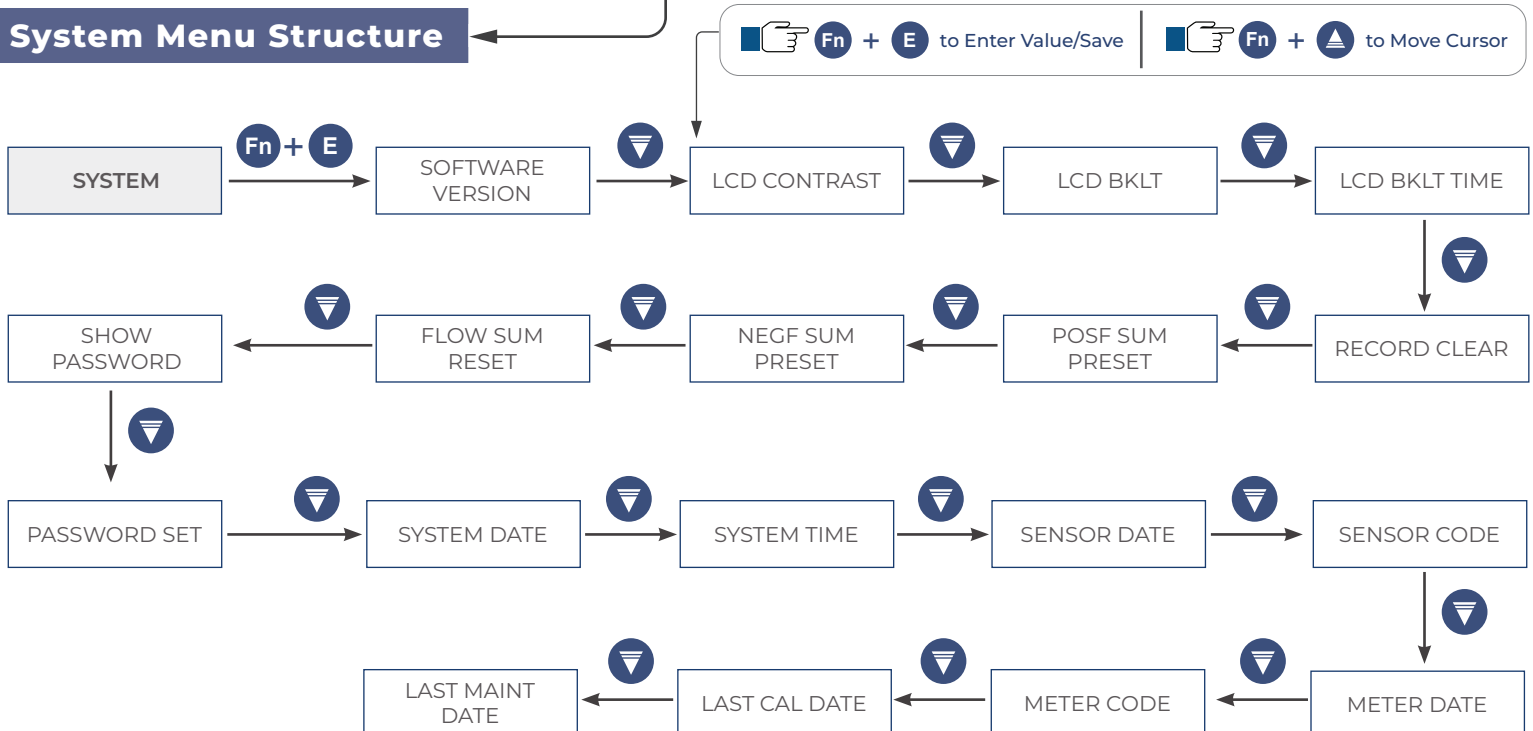 System Menu Structure
Fn + E to Enter Value/Save
Fn + to Move Cursor
Fn + E
SYSTEM
SOFTWARE
VERSION
LCD CONTRAST
LCD BKLT
LCD BKLT TIME
RECORD CLEAR
POSF SUM
PRESET
NEGF SUM
PRESET
FLOW SUM
RESET
SHOW
PASSWORD
PASSWORD SET
SYSTEM DATE
SYSTEM TIME
SENSOR DATE
SENSOR CODE
METER DATE
METER CODE
LAST CAL DATE
LAST MAINT
DATE